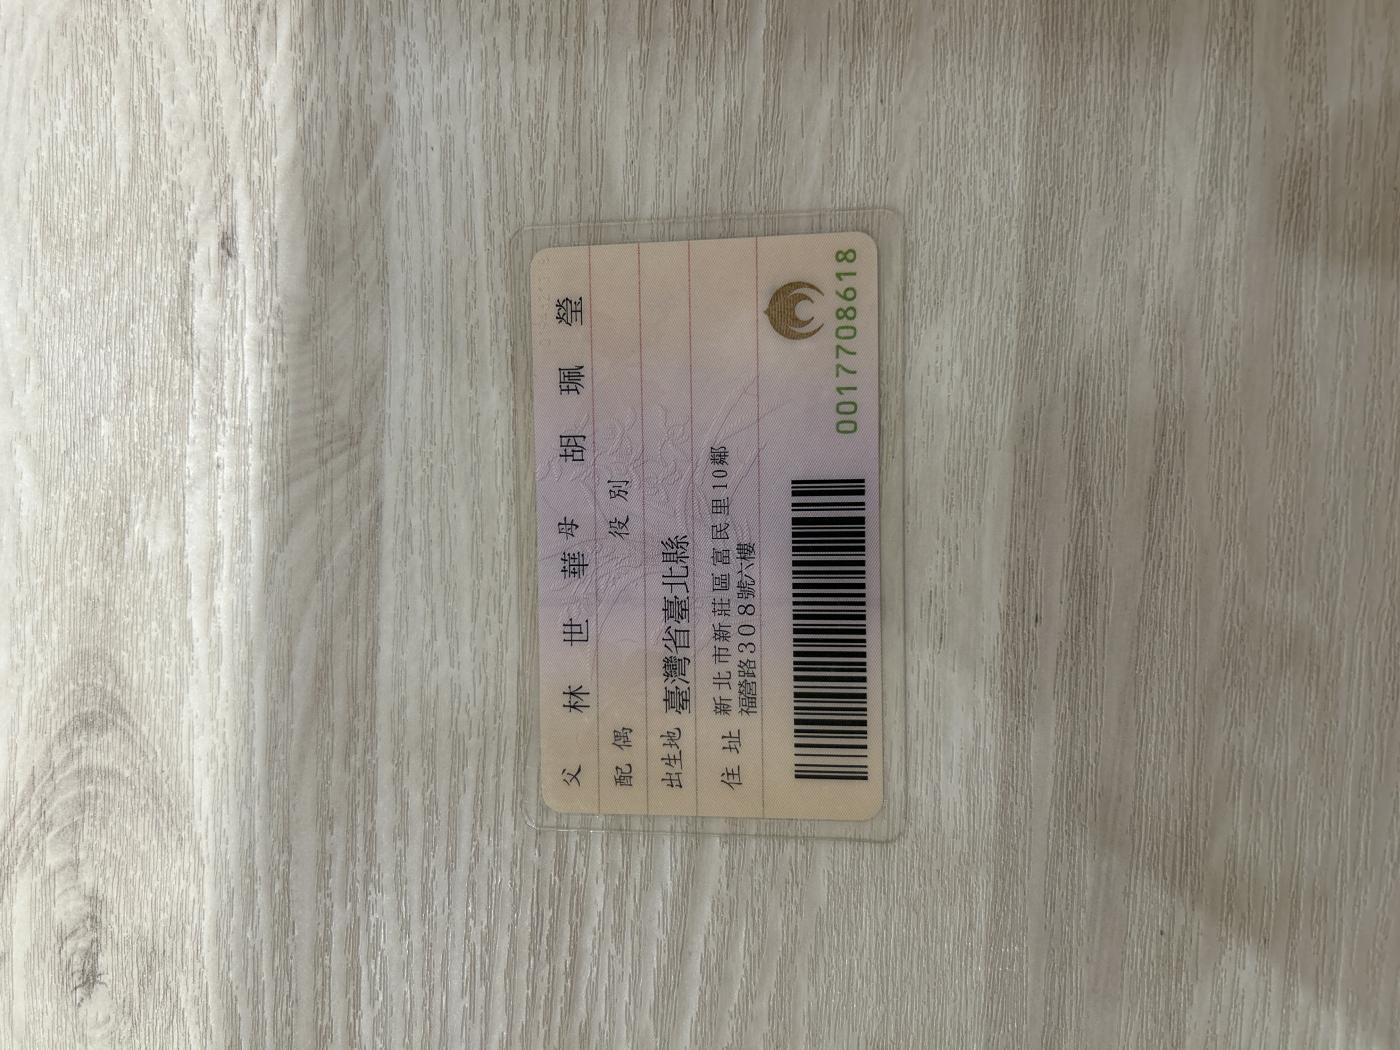 父 林世華 母 胡珮瑩
配偶 役別
出生地 臺灣省臺北縣
住址 新北市新莊區富民里10鄰
福營路308號六樓
0017708618